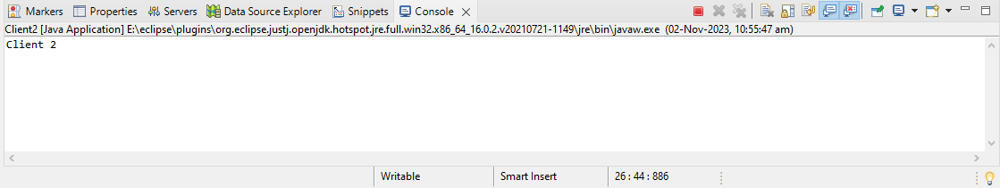 Markers Properties Servers Data Source Explorer Snippets Console
Client2 [Java Application] E:\eclipse\plugins\org.eclipse.justj.openjdk.hotspot.jre.full.win32.x86_64_16.0.2.v20210721-1149\jre\bin\javaw.exe (02-Nov-2023, 10:55:47 am)
Client 2
Writable Smart Insert 26 : 44 : 886